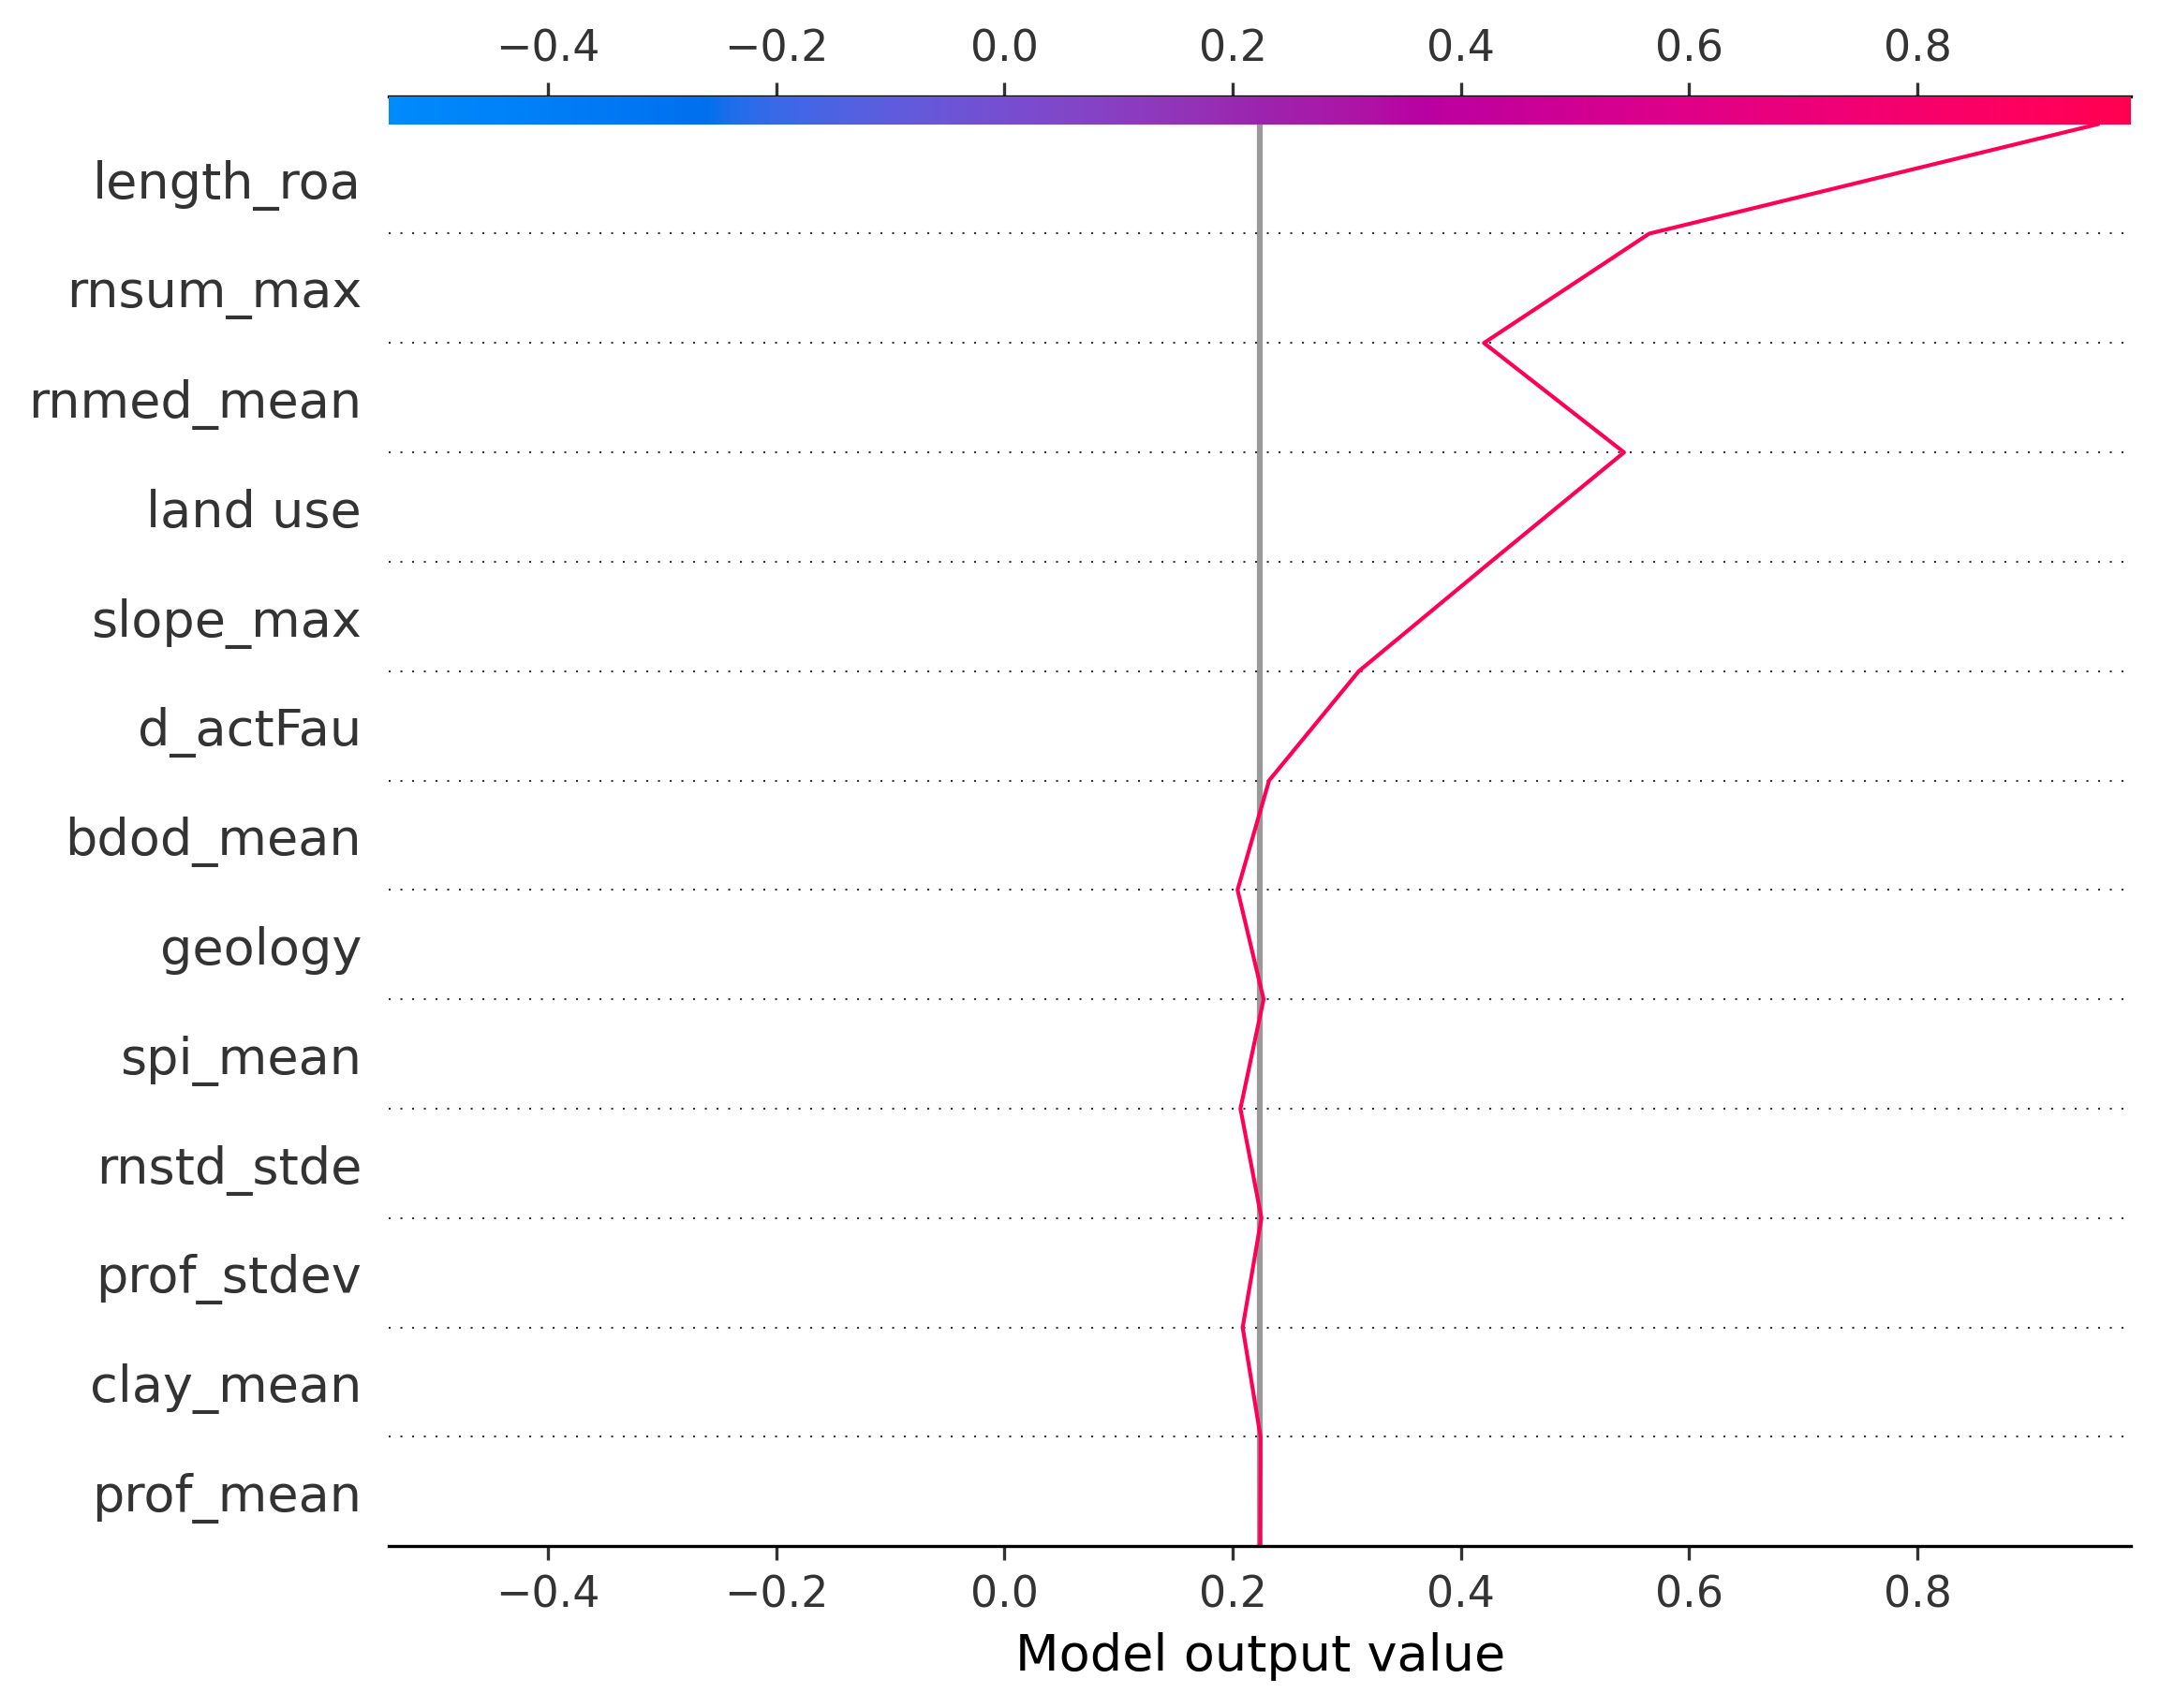 −0.4 −0.2 0.0 0.2 0.4 0.6 0.8
length_roa
rnsum_max
rnmed_mean
land use
slope_max
d_actFau
bdod_mean
geology
spi_mean
rnstd_stde
prof_stdev
clay_mean
prof_mean
−0.4 −0.2 0.0 0.2 0.4 0.6 0.8
Model output value